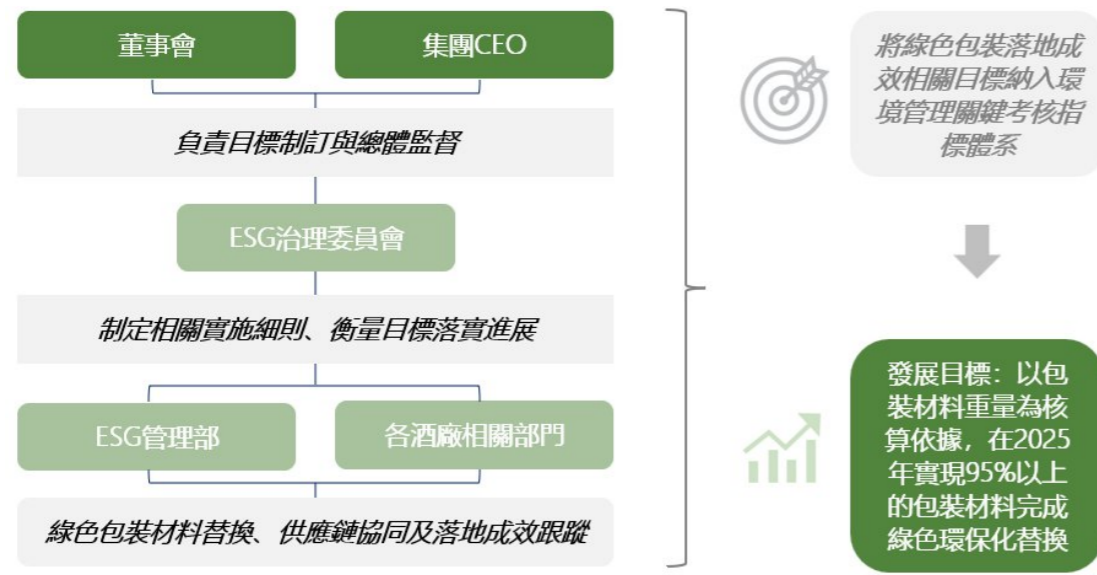 董事會
集團CEO
負責目標制訂與總體監督
ESG治理委員會
制定相關實施細則、衡量目標落實進展
ESG管理部
各酒廠相關部門
綠色包裝材料替換、供應鏈協同及落地成效跟蹤
將綠色包裝落地成
效相關目標納入環
境管理關鍵考核指
標體系
發展目標：以包
裝材料重量為核
算依據，在2025
年實現95%以上
的包裝材料完成
綠色環保化替換